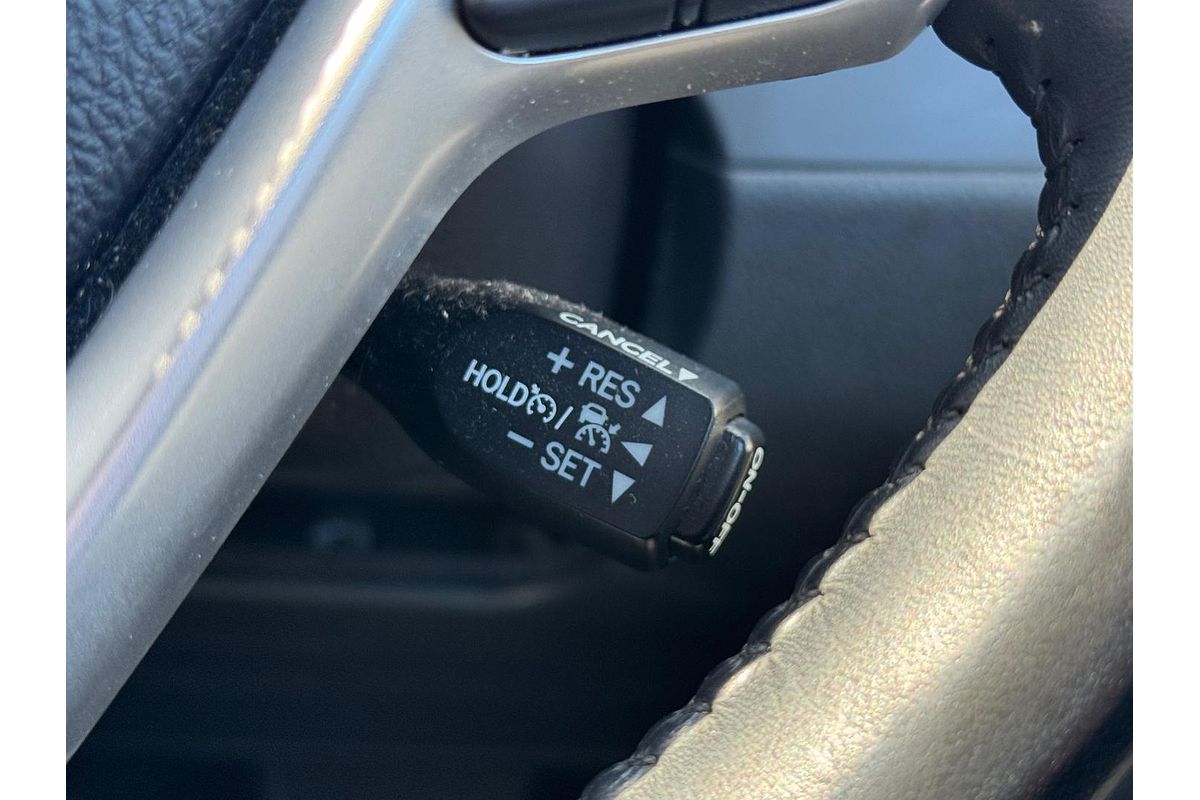 CANCEL▼
+ RES ▲
HOLD / ◀
− SET ▼
ON-OFF